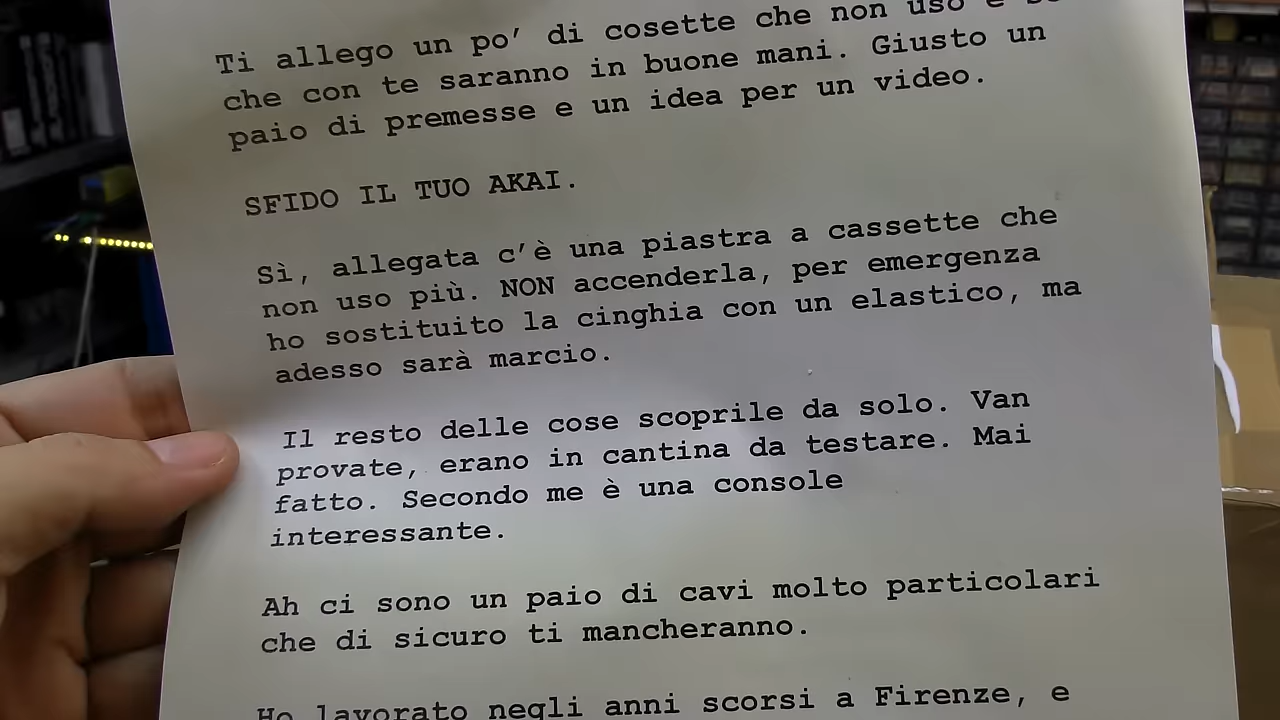 Ti allego un po' di cosette che non uso e
che con te saranno in buone mani. Giusto un
paio di premesse e un idea per un video.
SFIDO IL TUO AKAI.
Sì, allegata c'è una piastra a cassette che
non uso più. NON accenderla, per emergenza
ho sostituito la cinghia con un elastico, ma
adesso sarà marcio.
Il resto delle cose scoprile da solo. Van
provate, erano in cantina da testare. Mai
fatto. Secondo me è una console
interessante.
Ah ci sono un paio di cavi molto particolari
che di sicuro ti mancheranno.
Ho lavorato negli anni scorsi a Firenze, e